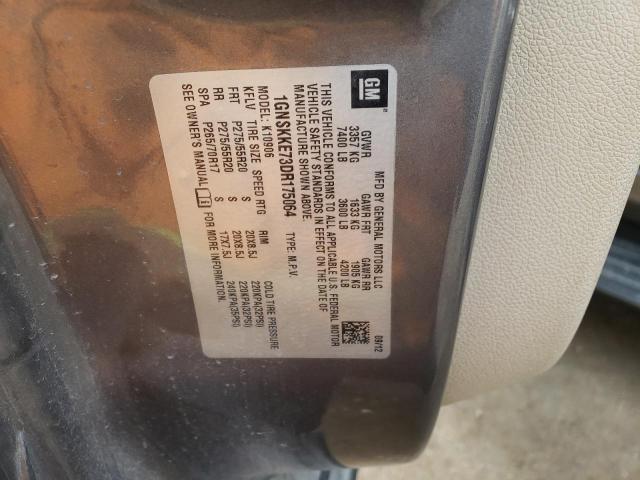 GM
MFD BY GENERAL MOTORS LLC
09/12
GVWR GAWR FRT GAWR RR
3357 KG 1633 KG 1905 KG
7400 LB 3600 LB 4200 LB
THIS VEHICLE CONFORMS TO ALL APPLICABLE U.S. FEDERAL MOTOR
VEHICLE SAFETY STANDARDS IN EFFECT ON THE DATE OF
MANUFACTURE SHOWN ABOVE.
1GNSKKE73DR175064 TYPE: M.P.V.
MODEL: K10906
KFLV TIRE SIZE SPEED RTG RIM COLD TIRE PRESSURE
FRT P275/55R20 S 20X8.5J 220KPA(32PSI)
RR P275/55R20 S 20X8.5J 220KPA(32PSI)
SPA P265/70R17 S 17X7.5J 240KPA(35PSI)
SEE OWNER'S MANUAL FOR MORE INFORMATION.